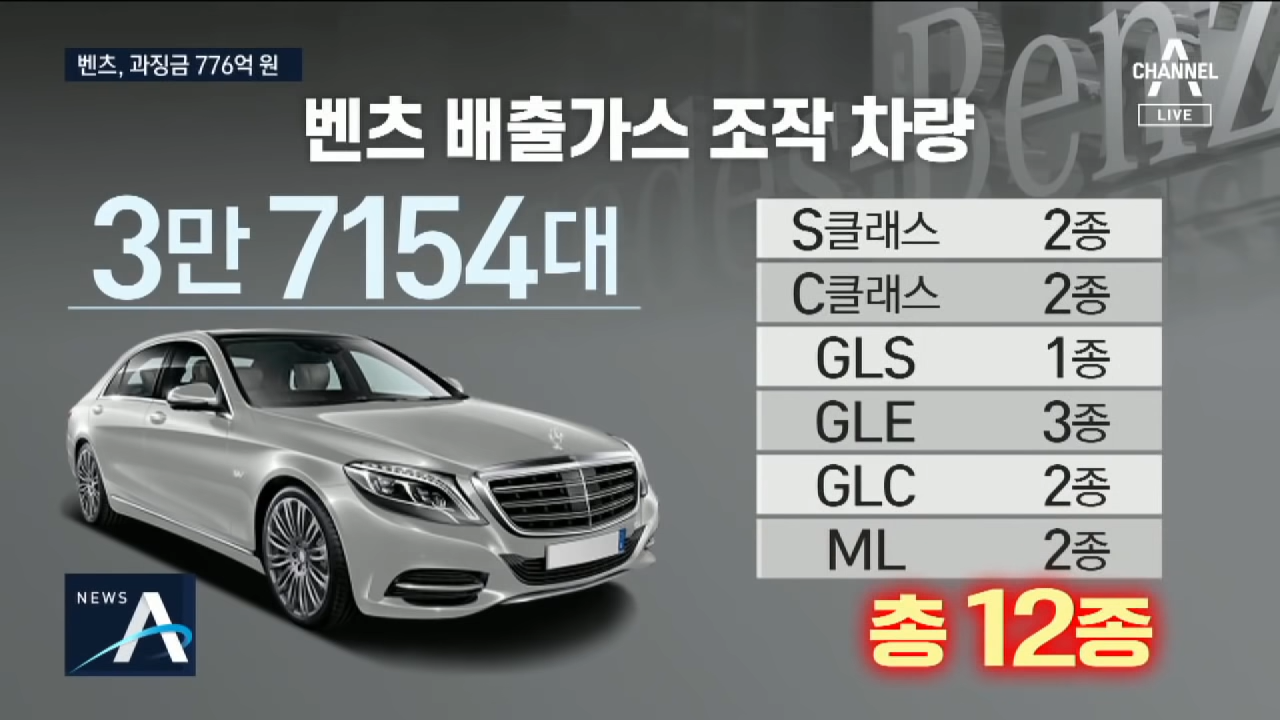 벤츠, 과징금 776억 원
CHANNEL A
LIVE
Benz
벤츠 배출가스 조작 차량
3만 7154대
S클래스 2종
C클래스 2종
GLS 1종
GLE 3종
GLC 2종
ML 2종
총 12종
NEWS A